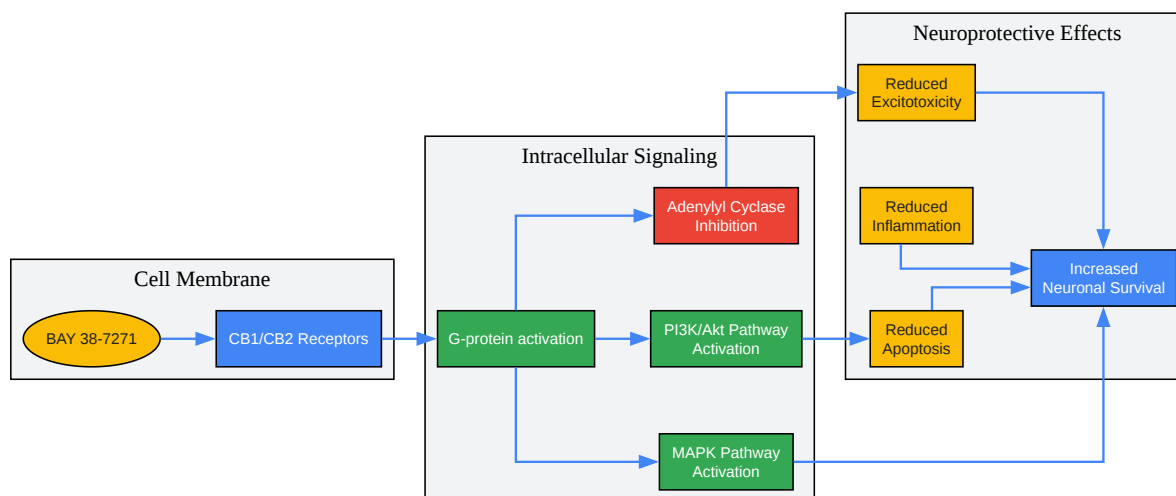 Cell Membrane
BAY 38-7271
CB1/CB2 Receptors
Intracellular Signaling
G-protein activation
Adenylyl Cyclase
Inhibition
PI3K/Akt Pathway
Activation
MAPK Pathway
Activation
Neuroprotective Effects
Reduced
Excitotoxicity
Reduced
Inflammation
Reduced
Apoptosis
Increased
Neuronal Survival